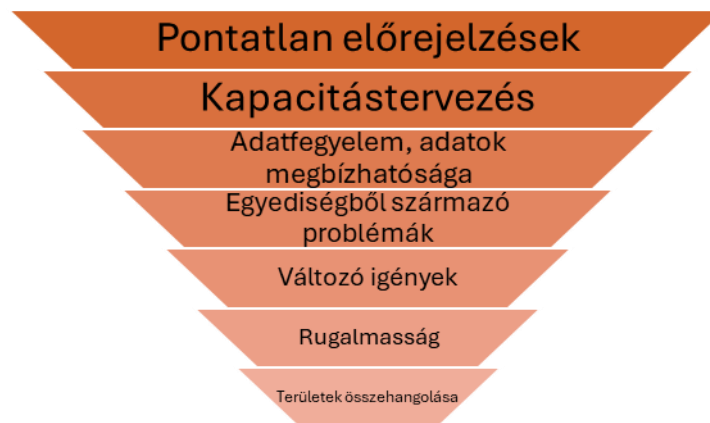 Pontatlan előrejelzések
Kapacitástervezés
Adatfegyelem, adatok
megbízhatósága
Egyediségből származó
problémák
Változó igények
Rugalmasság
Területek összehangolása